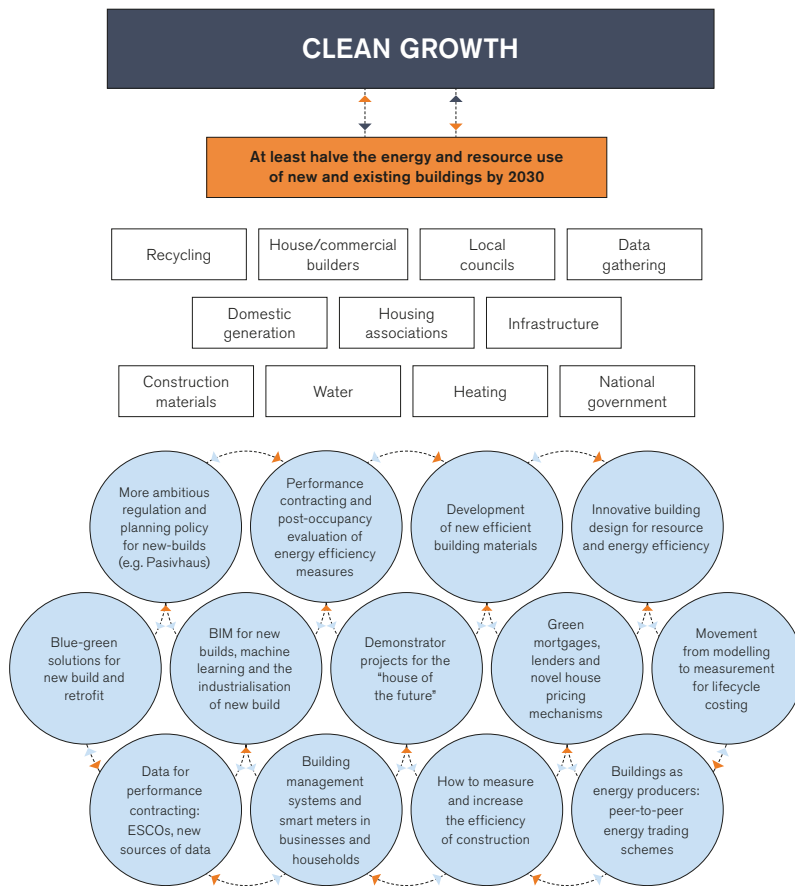 CLEAN GROWTH
At least halve the energy and resource use
of new and existing buildings by 2030
Recycling
House/commercial
builders
Local
councils
Data
gathering
Domestic
generation
Housing
associations
Infrastructure
Construction
materials
Water
Heating
National
government
More ambitious
regulation and
planning policy
for new-builds
(e.g. Pasivhaus)
Performance
contracting and
post-occupancy
evaluation of
energy efficiency
measures
Development
of new efficient
building materials
Innovative building
design for resource
and energy efficiency
Blue-green
solutions for
new build and
retrofit
BIM for new
builds, machine
learning and the
industrialisation
of new build
Demonstrator
projects for the
“house of
the future”
Green
mortgages,
lenders and
novel house
pricing
mechanisms
Movement
from modelling
to measurement
for lifecycle
costing
Data for
performance
contracting:
ESCOs, new
sources of data
Building
management
systems and
smart meters in
businesses and
households
How to measure
and increase
the efficiency
of construction
Buildings as
energy producers:
peer-to-peer
energy trading
schemes